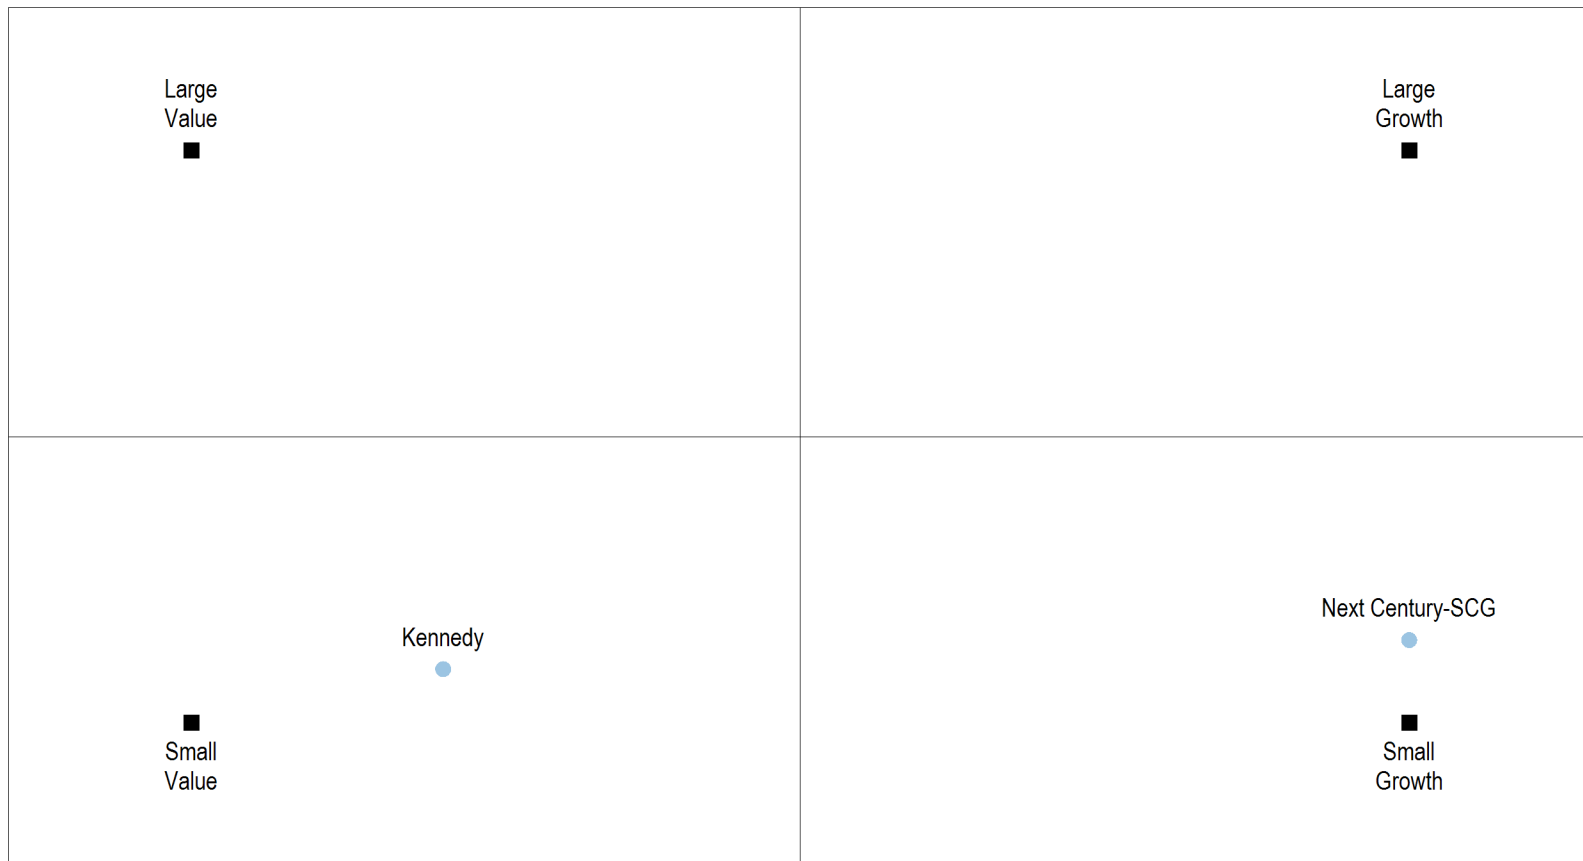 Large
Value
Large
Growth
Next Century-SCG
Kennedy
Small
Value
Small
Growth